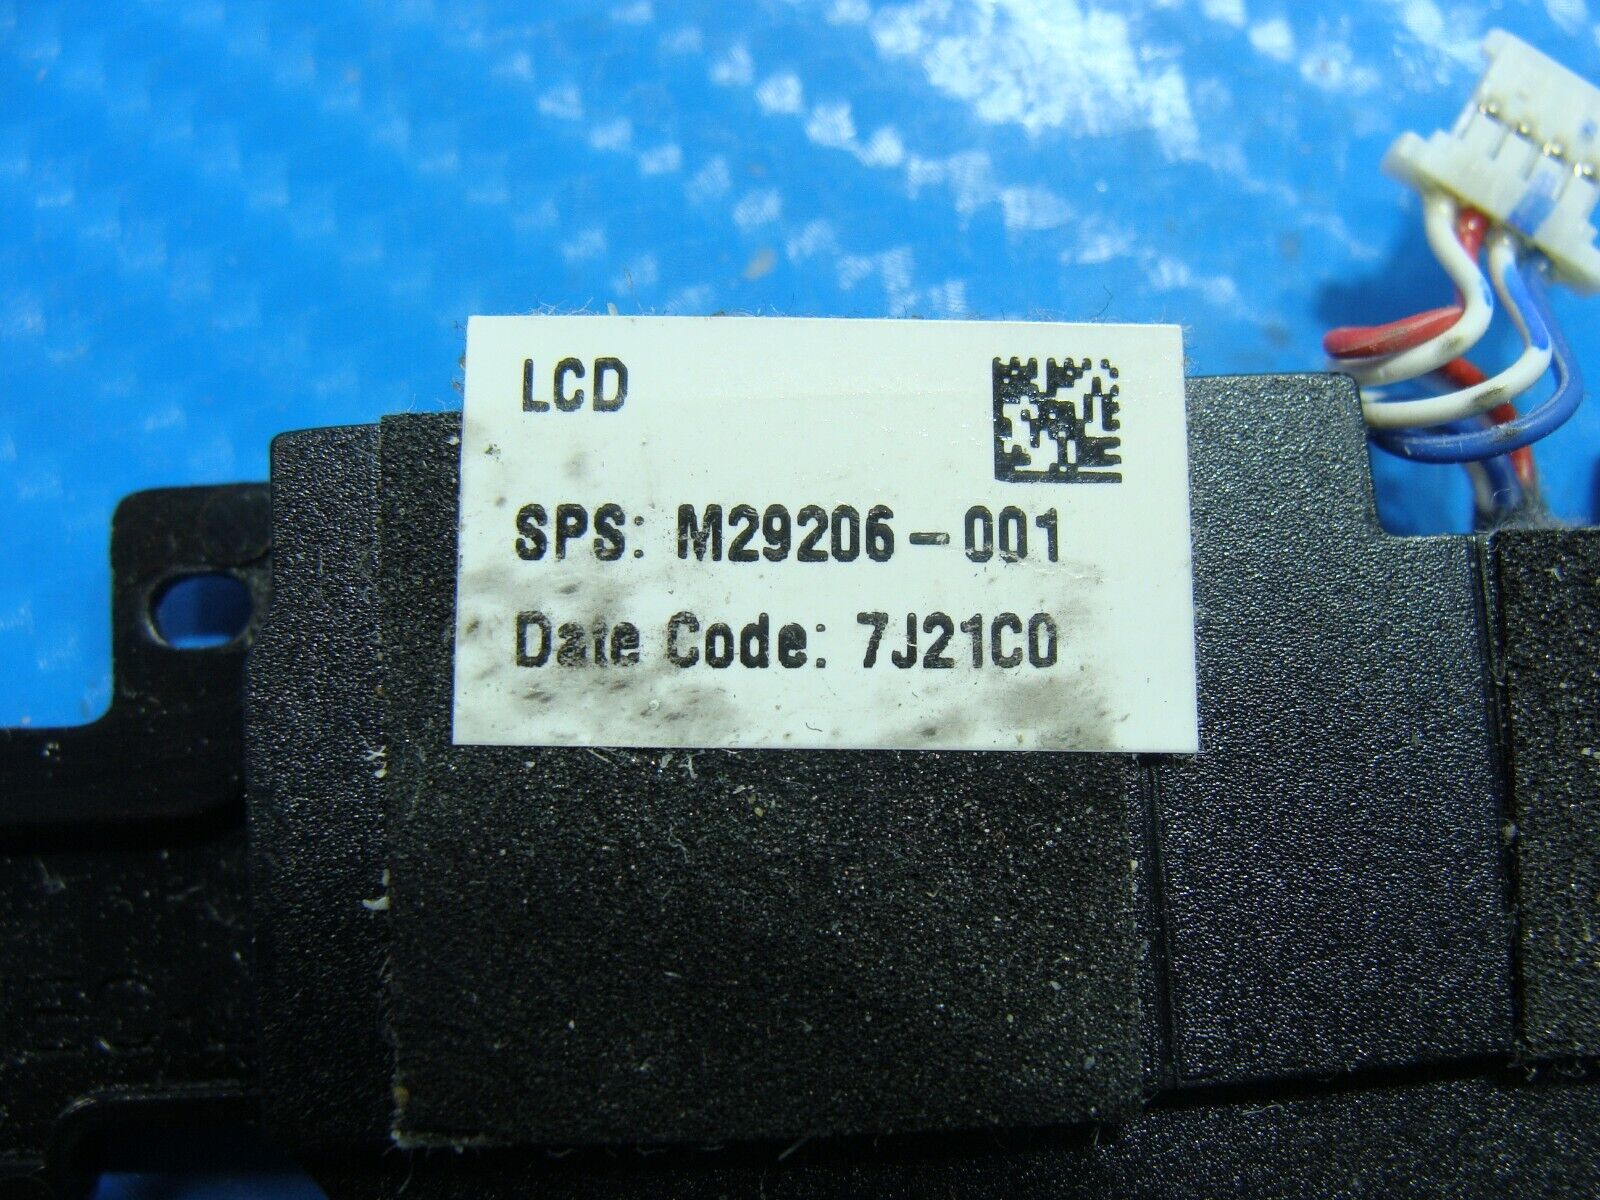 LCD
SPS: M29206-001
Date Code: 7J21C0